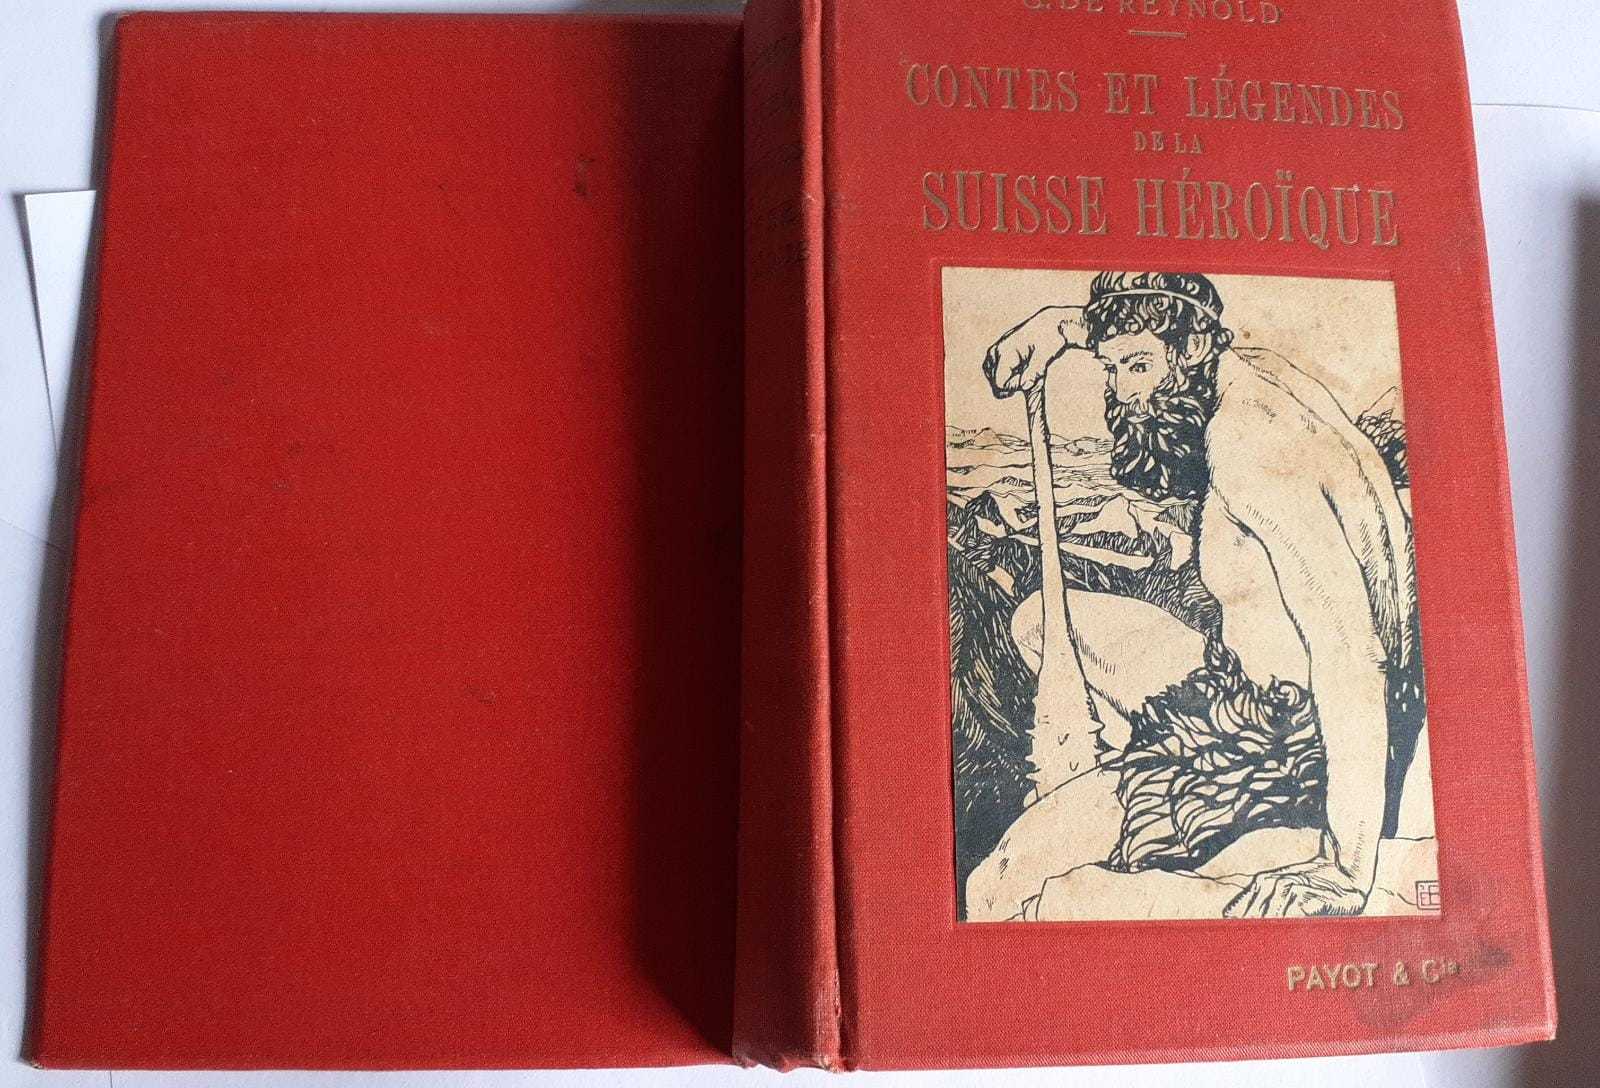 G. DE REYNOLD
CONTES ET LÉGENDES
DE LA
SUISSE HÉROÏQUE
PAYOT & Cie